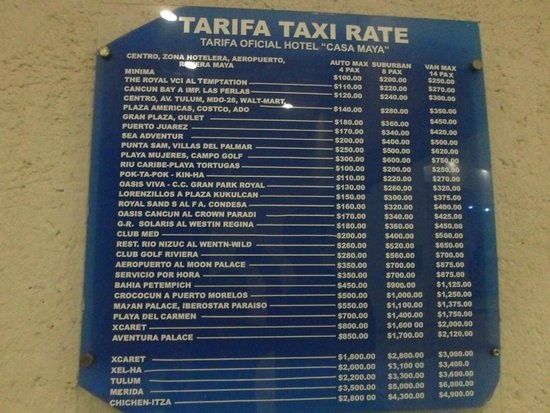 TARIFA TAXI RATE
TARIFA OFICIAL HOTEL "CASA MAYA"
CENTRO, ZONA HOTELERA, AEROPUERTO, AUTO MAX SUBURBAN VAN MAX
RIVIERA MAYA 4 PAX 8 PAX 14 PAX
MINIMA $100.00 $200.00 $250.00
THE ROYAL VCI AL TEMPTATION $110.00 $220.00 $270.00
CANCUN BAY A IMP. LAS PERLAS $120.00 $240.00 $300.00
CENTRO, AV. TULUM, MDO-28, WALT-MART,
PLAZA AMERICAS, COSTCO, ADO $140.00 $280.00 $350.00
GRAN PLAZA, OULET $180.00 $360.00 $450.00
PUERTO JUAREZ $170.00 $340.00 $420.00
SEA ADVENTUR $200.00 $400.00 $500.00
PUNTA SAM, VILLAS DEL PALMAR $250.00 $500.00 $620.00
PLAYA MUJERES, CAMPO GOLF $300.00 $600.00 $750.00
RIU CARIBE-PLAYA TORTUGAS $100.00 $200.00 $250.00
POK-TA-POK - KIN-HA $110.00 $220.00 $270.00
OASIS VIVA - C.C. GRAN PARK ROYAL $130.00 $260.00 $320.00
LORENZILLOS A PLAZA KUKULCAN $150.00 $300.00 $375.00
ROYAL SAND S AL F A. CONDESA $160.00 $320.00 $400.00
OASIS CANCUN AL CROWN PARADI $170.00 $340.00 $425.00
G.R. SOLARIS AL WESTIN REGINA $180.00 $360.00 $450.00
CLUB MED $200.00 $400.00 $500.00
REST. RIO NIZUC AL WENTN-WILD $260.00 $520.00 $650.00
CLUB GOLF RIVIERA $280.00 $560.00 $700.00
AEROPUERTO AL MOON PALACE $350.00 $700.00 $875.00
SERVICIO POR HORA $350.00 $700.00 $875.00
BAHIA PETEMPICH $450.00 $900.00 $1,125.00
CROCOCUN A PUERTO MORELOS $500.00 $1,000.00 $1,250.00
MAYAN PALACE, IBEROSTAR PARAISO $550.00 $1,100.00 $1,375.00
PLAYA DEL CARMEN $700.00 $1,400.00 $1,750.00
XCARET $800.00 $1,600.00 $2,000.00
AVENTURA PALACE $850.00 $1,700.00 $2,120.00
XCARET $1,800.00 $2,800.00 $3,000.00
XEL-HA $2,000.00 $3,100 00 $3,400.0
TULUM $2,200.00 $3,300.00 $3,600.00
MERIDA $3,500.00 $5,000.00 $6,000.00
CHICHEN-ITZA $2,800 00 $4,300.00 $4,900.00